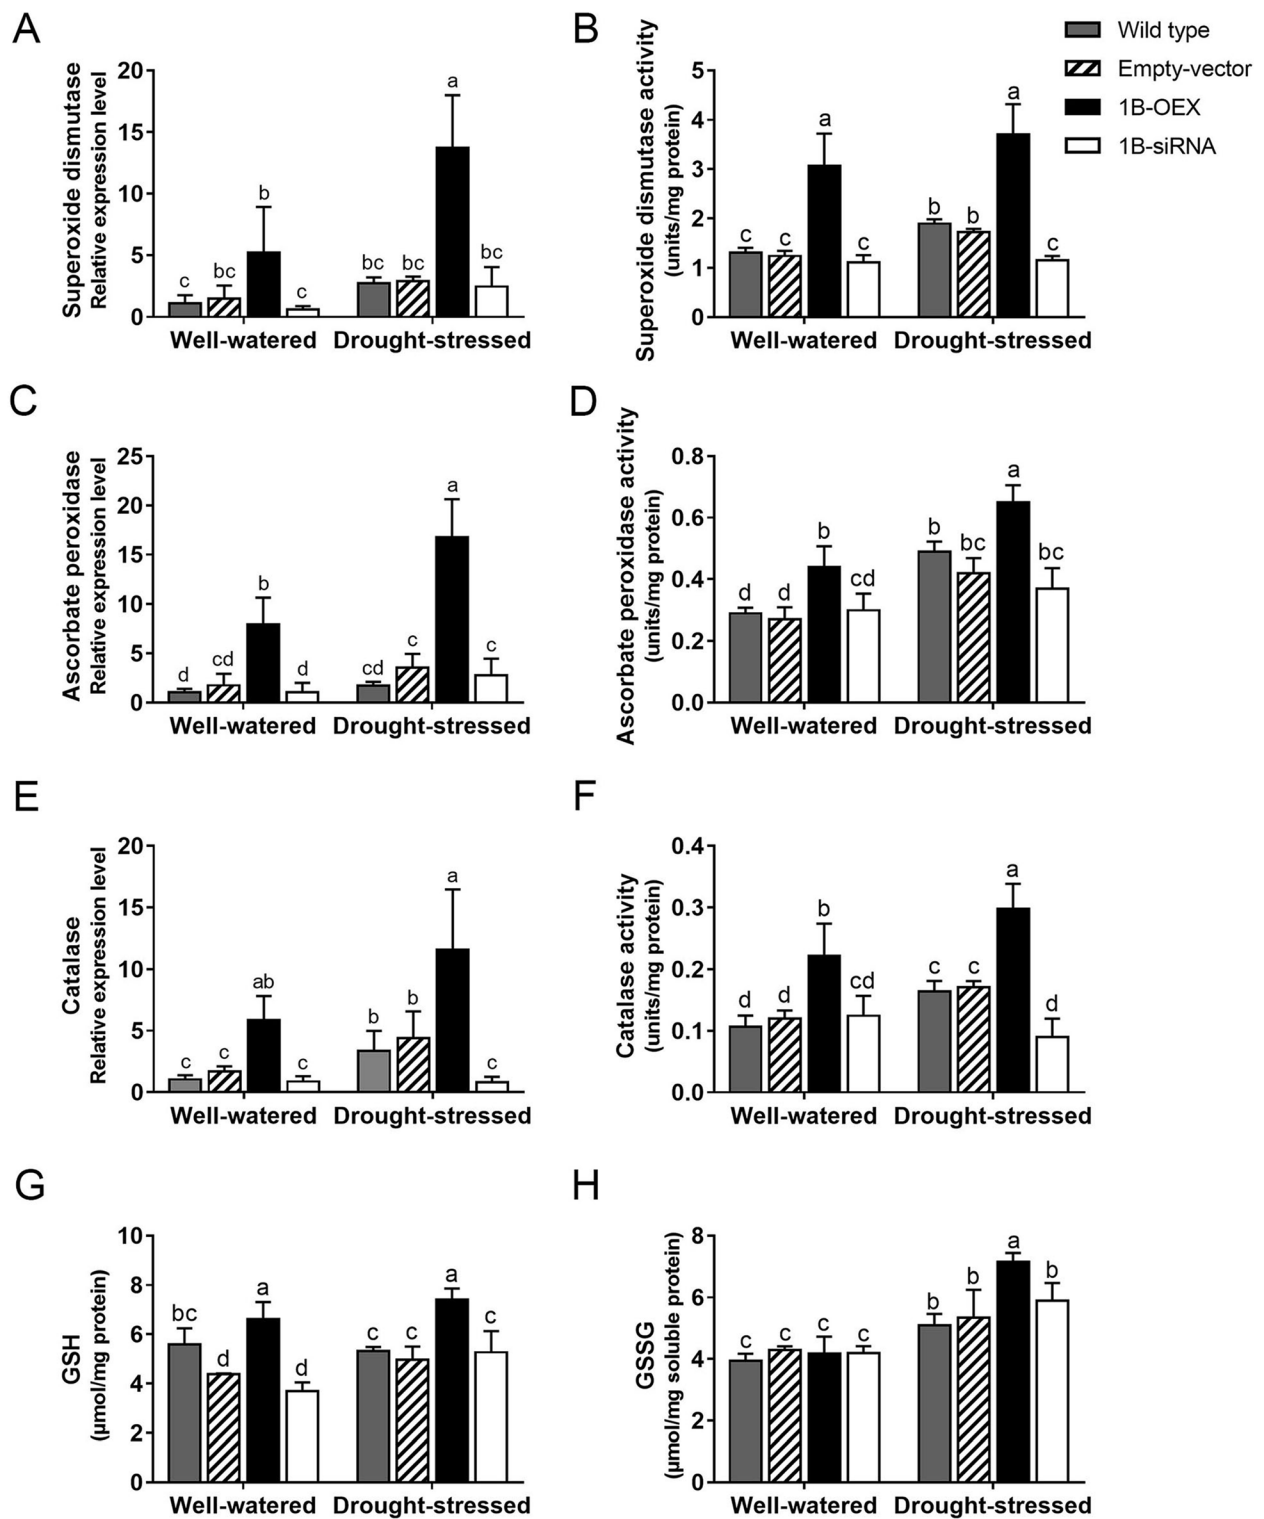 A
Superoxide dismutase
Relative expression level
20
15
10
5
0
c
bc
b
c
bc
bc
a
bc
Well-watered
Drought-stressed
B
Superoxide dismutase activity
(units/mg protein)
5
4
3
2
1
0
c
c
a
c
b
b
a
c
Well-watered
Drought-stressed
Wild type
Empty-vector
1B-OEX
1B-siRNA
C
Ascorbate peroxidase
Relative expression level
25
20
15
10
5
0
d
cd
b
d
cd
c
a
c
Well-watered
Drought-stressed
D
Ascorbate peroxidase activity
(units/mg protein)
0.8
0.6
0.4
0.2
0.0
d
d
b
cd
b
bc
a
bc
Well-watered
Drought-stressed
E
Catalase
Relative expression level
20
15
10
5
0
c
c
ab
c
b
b
a
c
Well-watered
Drought-stressed
F
Catalase activity
(units/mg protein)
0.4
0.3
0.2
0.1
0.0
d
d
b
cd
c
c
a
d
Well-watered
Drought-stressed
G
GSH
(µmol/mg protein)
10
8
6
4
2
0
bc
d
a
d
c
c
a
c
Well-watered
Drought-stressed
H
GSSG
(µmol/mg soluble protein)
8
6
4
2
0
c
c
c
c
b
b
a
b
Well-watered
Drought-stressed